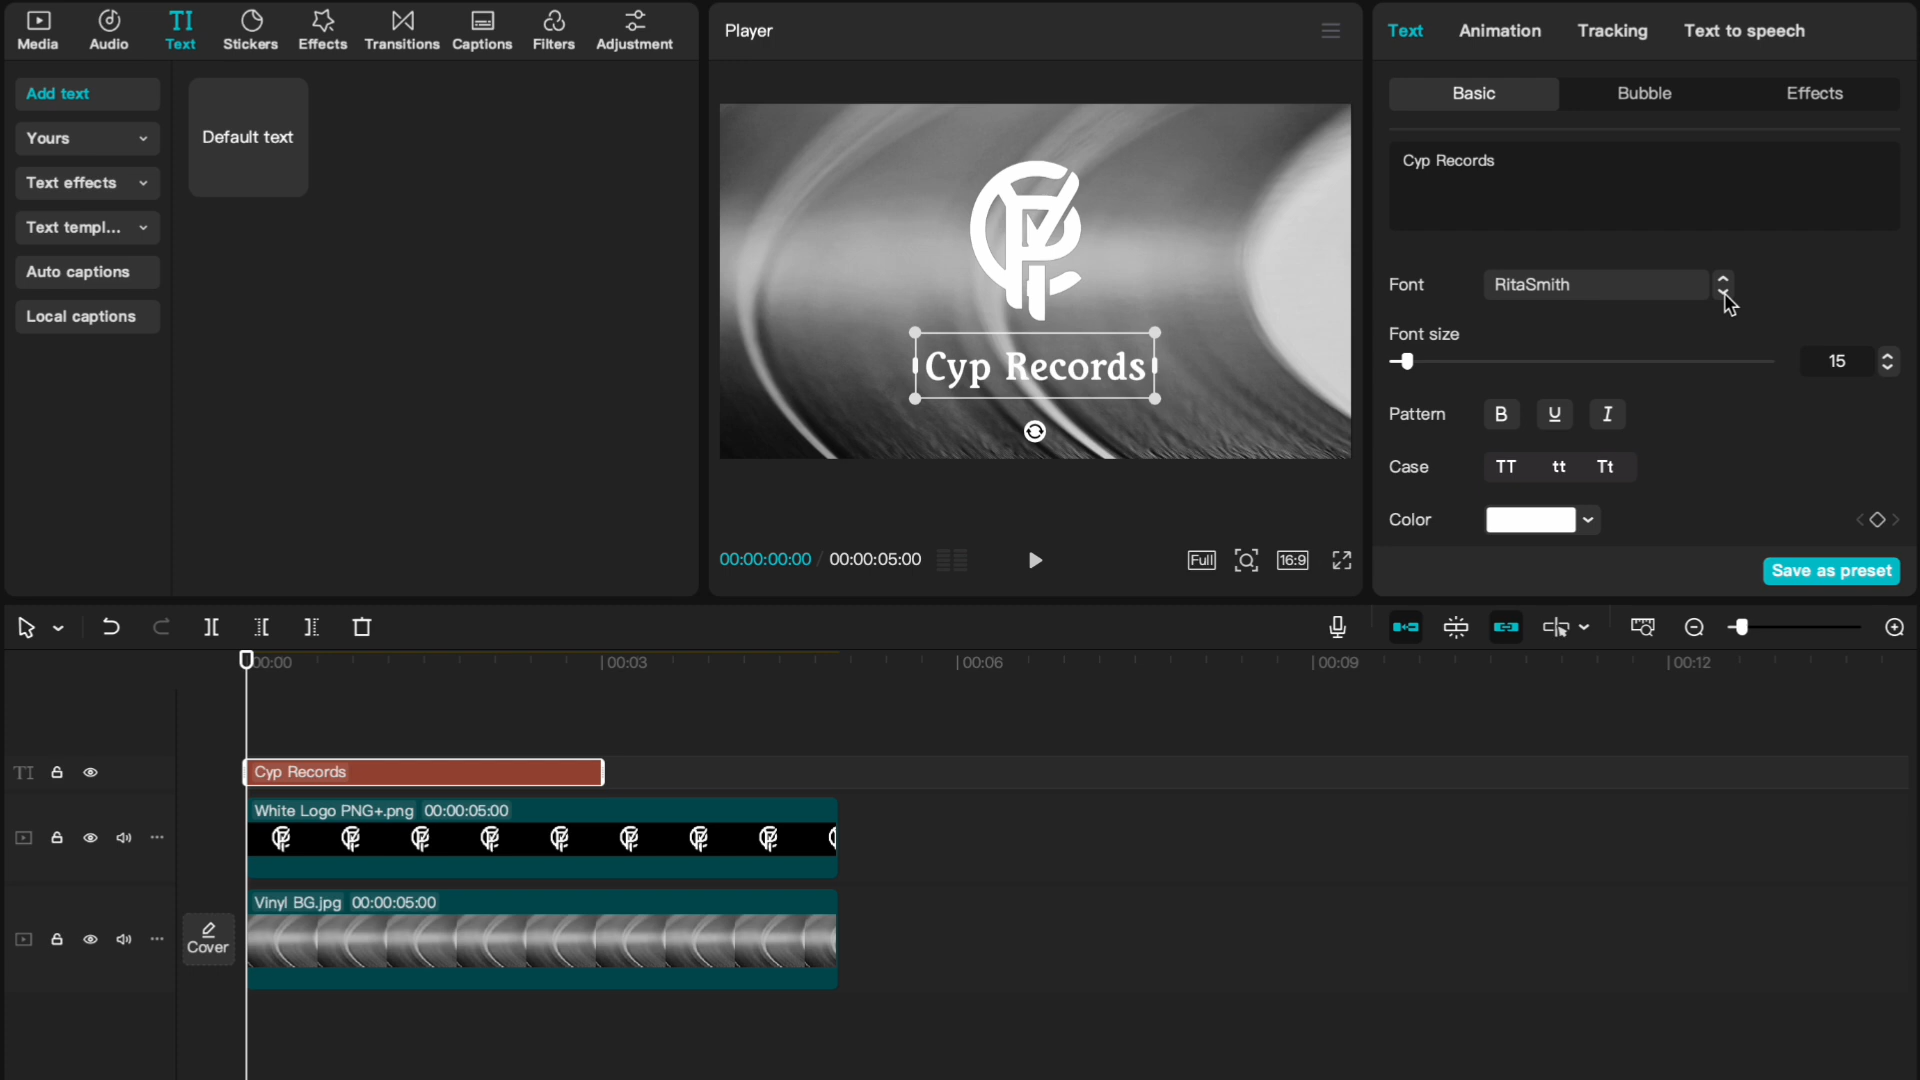 Media Audio Text Stickers Effects Transitions Captions Filters Adjustment
TI
Add text
Yours
Text effects
Text templ...
Auto captions
Local captions
Default text
Player
Cyp Records
00:00:00:00 / 00:00:05:00
Full
16:9
Text Animation Tracking Text to speech
Basic Bubble Effects
Cyp Records
Font RitaSmith
Font size
15
Pattern B U I
Case TT tt Tt
Color
Save as preset
00:00 00:03 00:06 00:09 00:12
TI
Cyp Records
White Logo PNG+.png 00:00:05:00
Vinyl BG.jpg 00:00:05:00
Cover